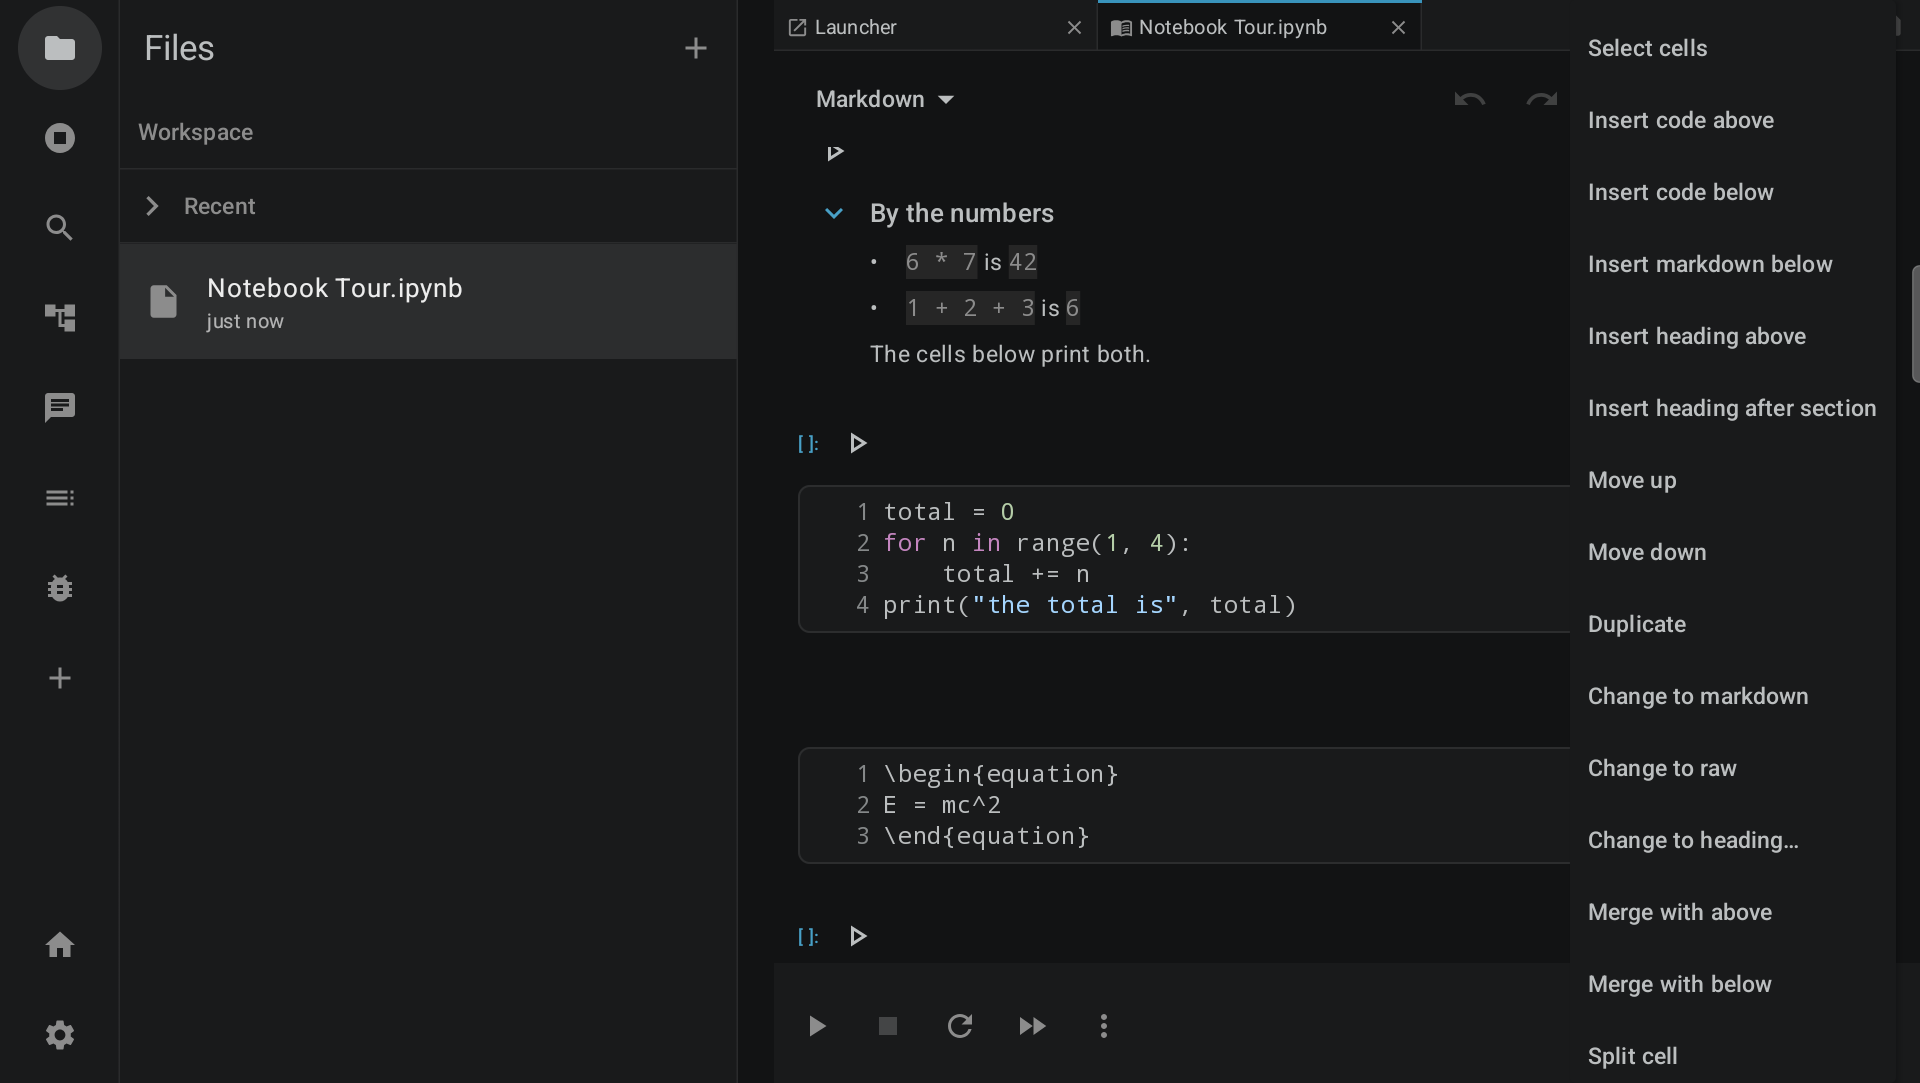 Files
Workspace
Recent
Notebook Tour.ipynb
just now
Launcher
Notebook Tour.ipynb
Markdown
By the numbers
• 6 * 7 is 42
• 1 + 2 + 3 is 6
The cells below print both.
[ ]:
1 total = 0
2 for n in range(1, 4):
3     total += n
4 print("the total is", total)
1 \begin{equation}
2 E = mc^2
3 \end{equation}
[ ]:
Select cells
Insert code above
Insert code below
Insert markdown below
Insert heading above
Insert heading after section
Move up
Move down
Duplicate
Change to markdown
Change to raw
Change to heading…
Merge with above
Merge with below
Split cell